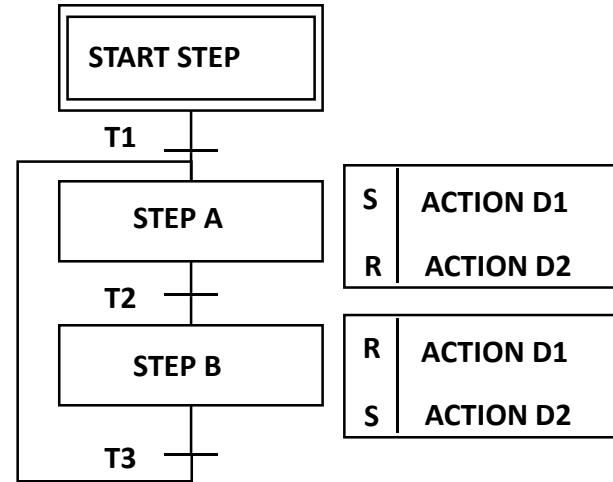 START STEP
T1
STEP A
S ACTION D1
R ACTION D2
T2
STEP B
R ACTION D1
S ACTION D2
T3